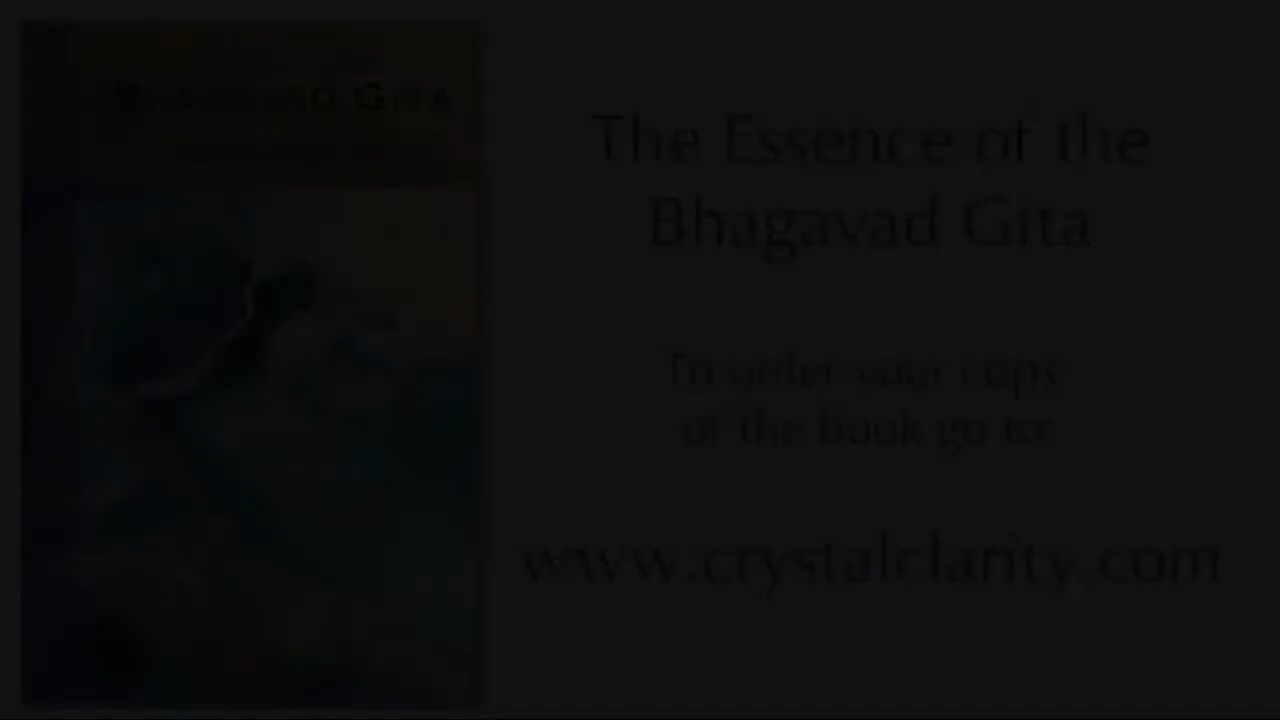 BHAGAVAD GITA
The Essence of the
Bhagavad Gita
To order your copy
of the book go to:
www.crystalclarity.com